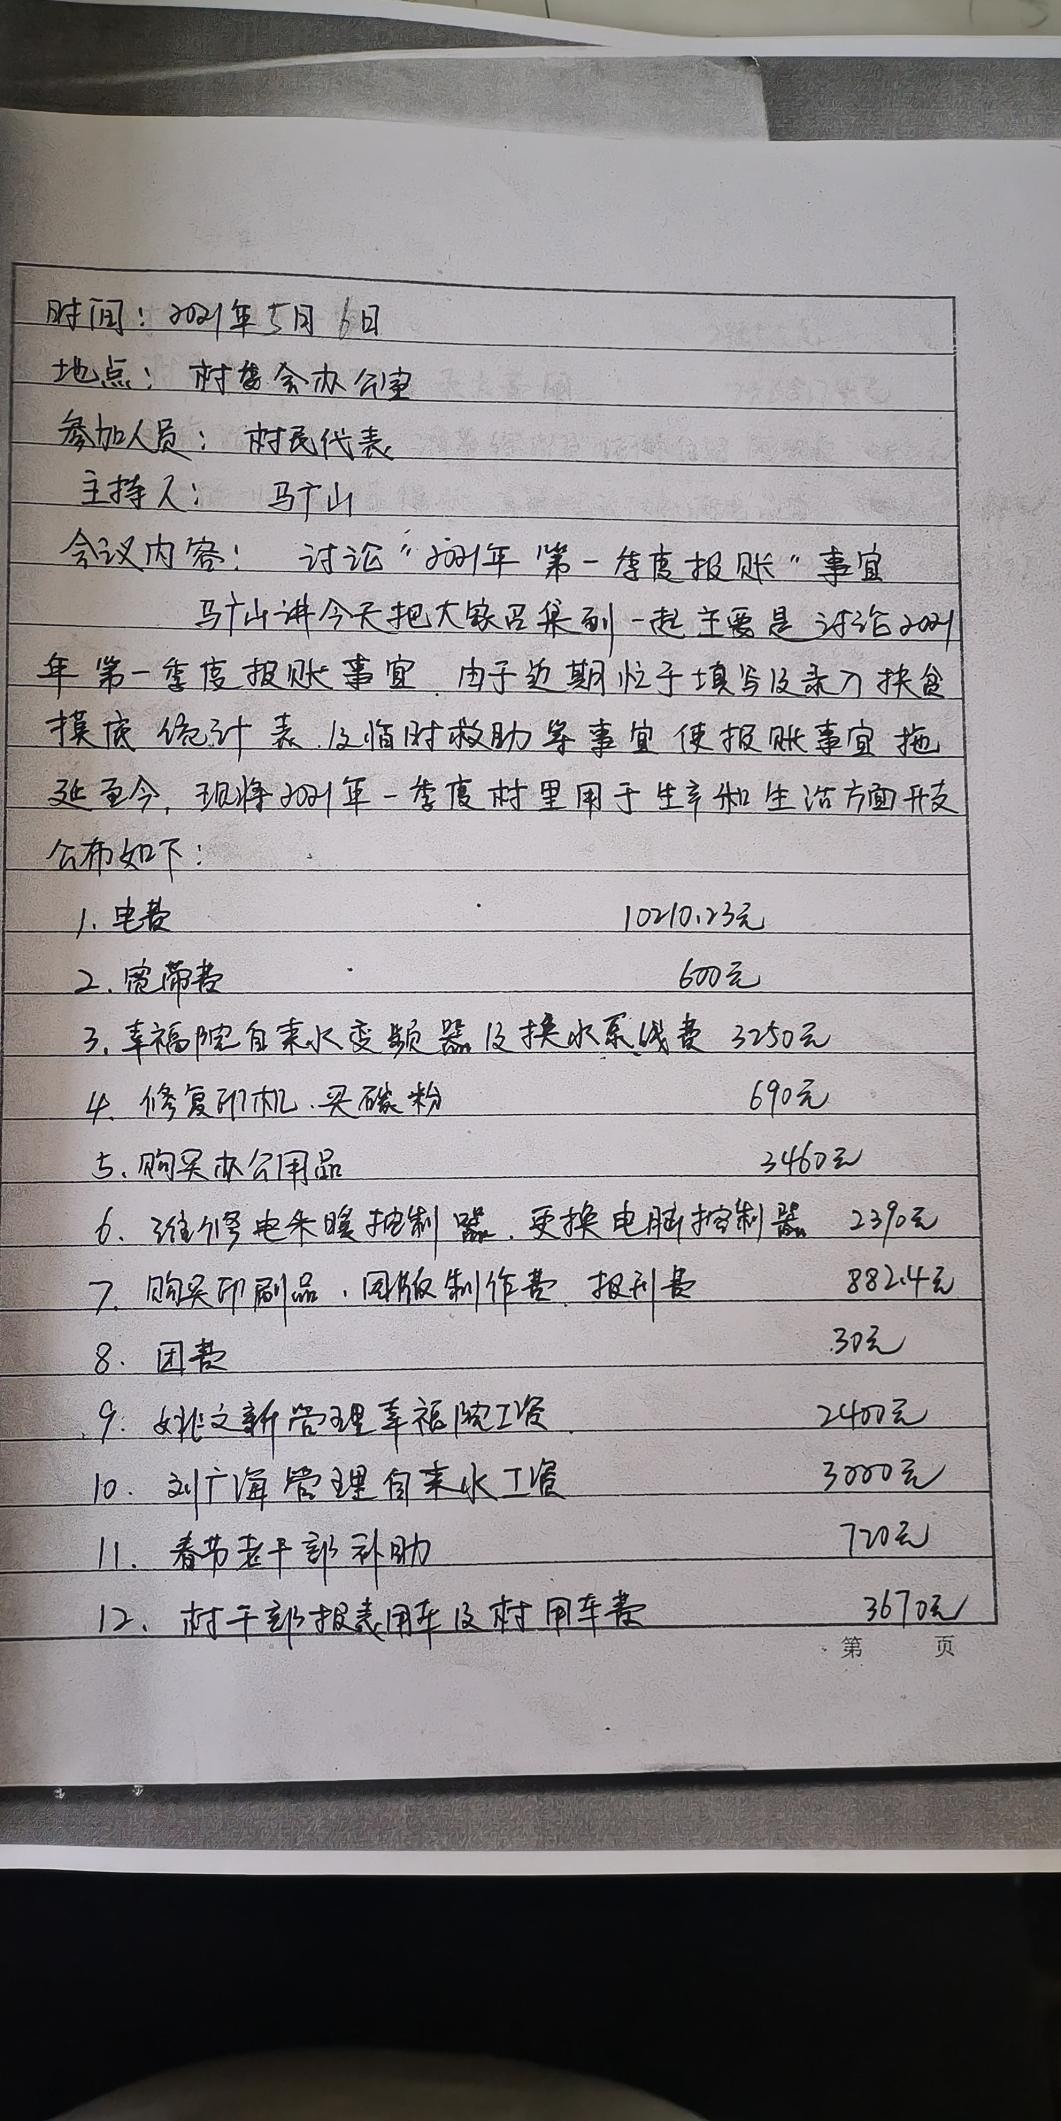 时间：2021年5月6日
地点：村委会办公室
参加人员：村民代表
主持人：马广山
会议内容：讨论“2021年第一季度报账”事宜
马广山讲今天把大家召集到一起主要是讨论2021
年第一季度报账事宜.由于近期忙于填写及录入扶贫
摸底统计表.及临时救助等事宜使报账事宜拖
延至今,现将2021年一季度村里用于生产和生活方面开支
公布如下：
1.电费 10210.23元
2.宽带费 600元
3.幸福院自来水变频器及换水泵线费 3250元
4.修复印机.买碳粉 690元
5.购买办公用品 3460元
6.维修电采暖控制器.更换电脑控制器 2390元
7.购买印刷品.图版制作费.报刊费 882.4元
8.团费 30元
9.姚文新管理幸福院工资 2400元
10.刘广海管理自来水工资 3000元
11.春节老干部补助 720元
12.村干部报表用车及村用车费 3670元
第 页